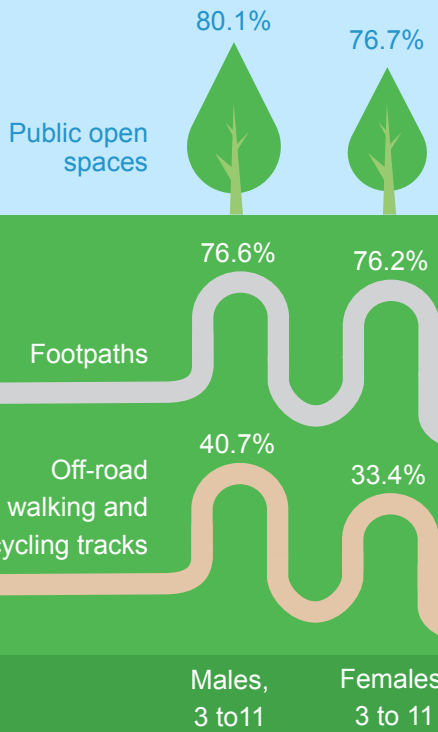 80.1%
76.7%
Public open
spaces
76.6%
76.2%
Footpaths
40.7%
33.4%
Off-road
walking and
cycling tracks
Males,
3 to11
Females
3 to 11